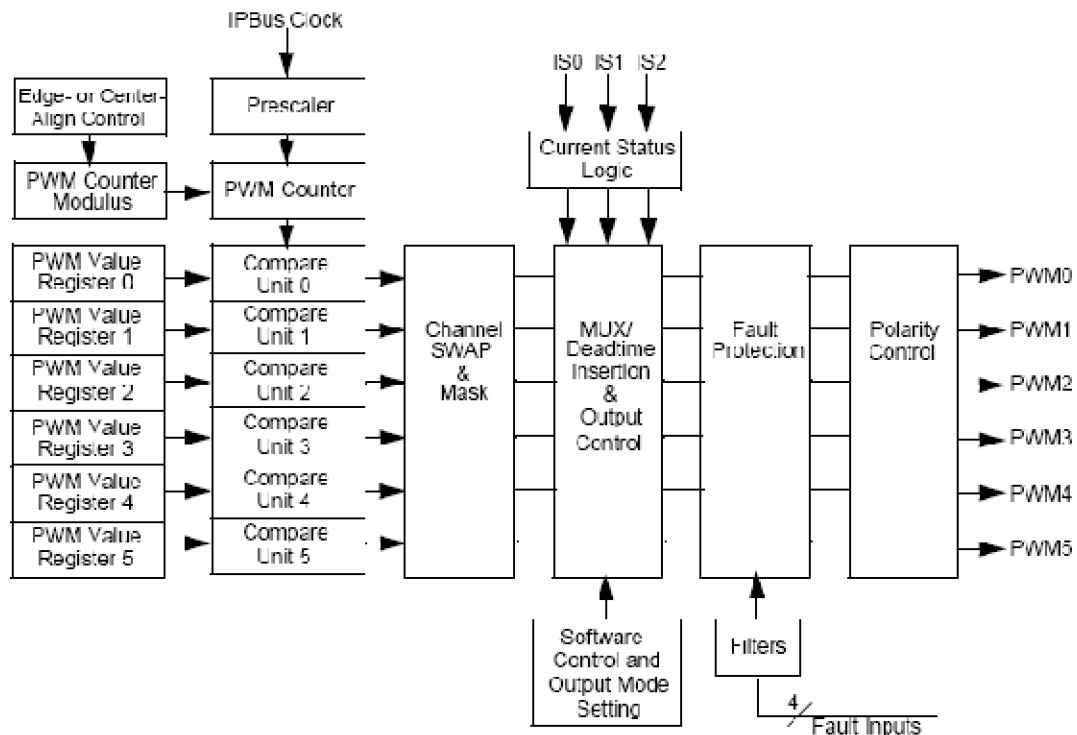 IPBus Clock
Edge- or Center-
Align Control
Prescaler
IS0 IS1 IS2
Current Status
Logic
PWM Counter
Modulus
PWM Counter
PWM Value
Register 0
Compare
Unit 0
PWM0
PWM Value
Register 1
Compare
Unit 1
PWM1
PWM Value
Register 2
Compare
Unit 2
PWM2
PWM Value
Register 3
Compare
Unit 3
PWM3
PWM Value
Register 4
Compare
Unit 4
PWM4
PWM Value
Register 5
Compare
Unit 5
PWM5
Channel
SWAP
&
Mask
MUX/
Deadtime
Insertion
&
Output
Control
Fault
Protection
Polarity
Control
Software
Control and
Output Mode
Setting
Filters
4
Fault Inputs